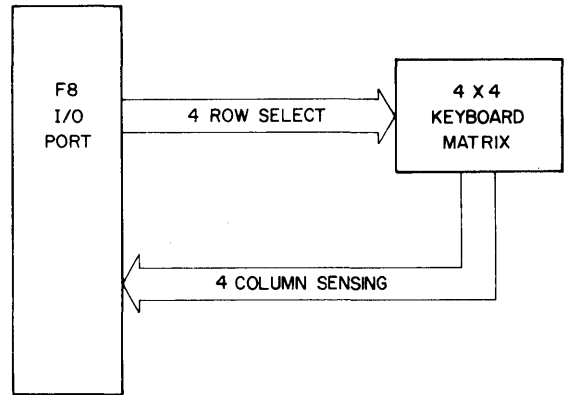 F8
I/O
PORT
4 ROW SELECT
4 X 4
KEYBOARD
MATRIX
4 COLUMN SENSING